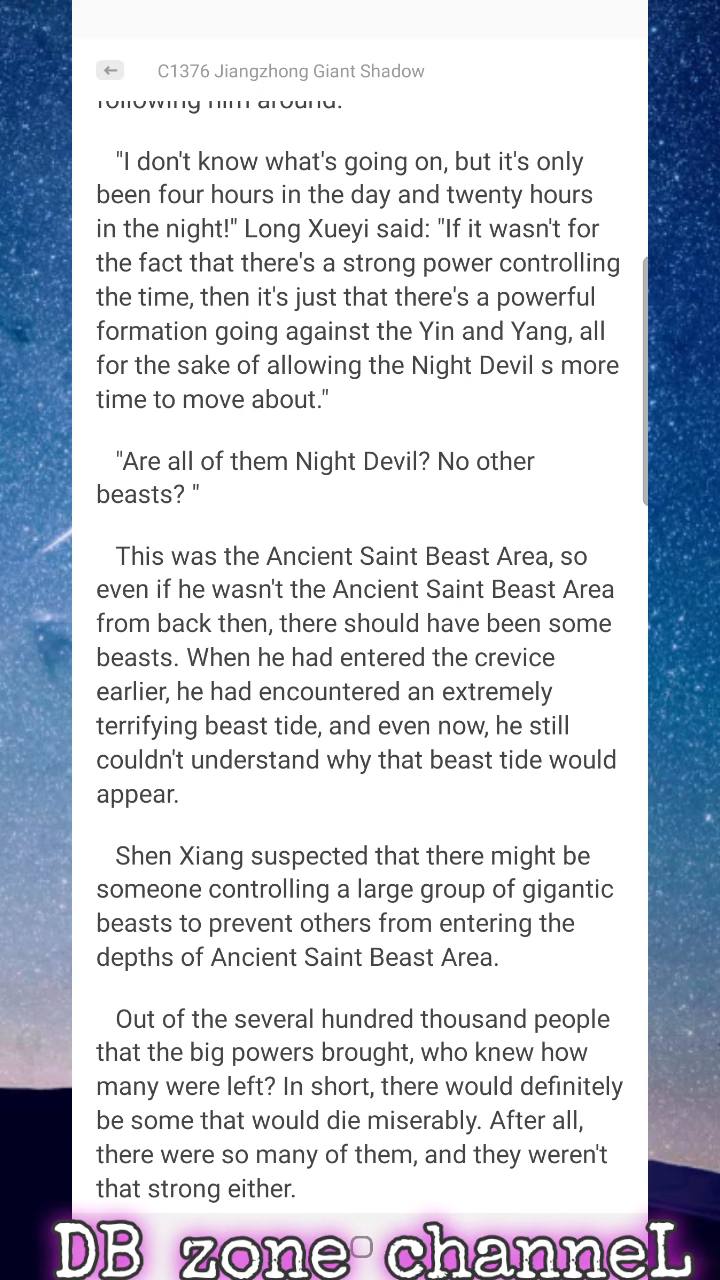 C1376 Jiangzhong Giant Shadow
following him around.
"I don't know what's going on, but it's only
been four hours in the day and twenty hours
in the night!" Long Xueyi said: "If it wasn't for
the fact that there's a strong power controlling
the time, then it's just that there's a powerful
formation going against the Yin and Yang, all
for the sake of allowing the Night Devil s more
time to move about."
"Are all of them Night Devil? No other
beasts? "
This was the Ancient Saint Beast Area, so
even if he wasn't the Ancient Saint Beast Area
from back then, there should have been some
beasts. When he had entered the crevice
earlier, he had encountered an extremely
terrifying beast tide, and even now, he still
couldn't understand why that beast tide would
appear.
Shen Xiang suspected that there might be
someone controlling a large group of gigantic
beasts to prevent others from entering the
depths of Ancient Saint Beast Area.
Out of the several hundred thousand people
that the big powers brought, who knew how
many were left? In short, there would definitely
be some that would die miserably. After all,
there were so many of them, and they weren't
that strong either.
DB zone channeL